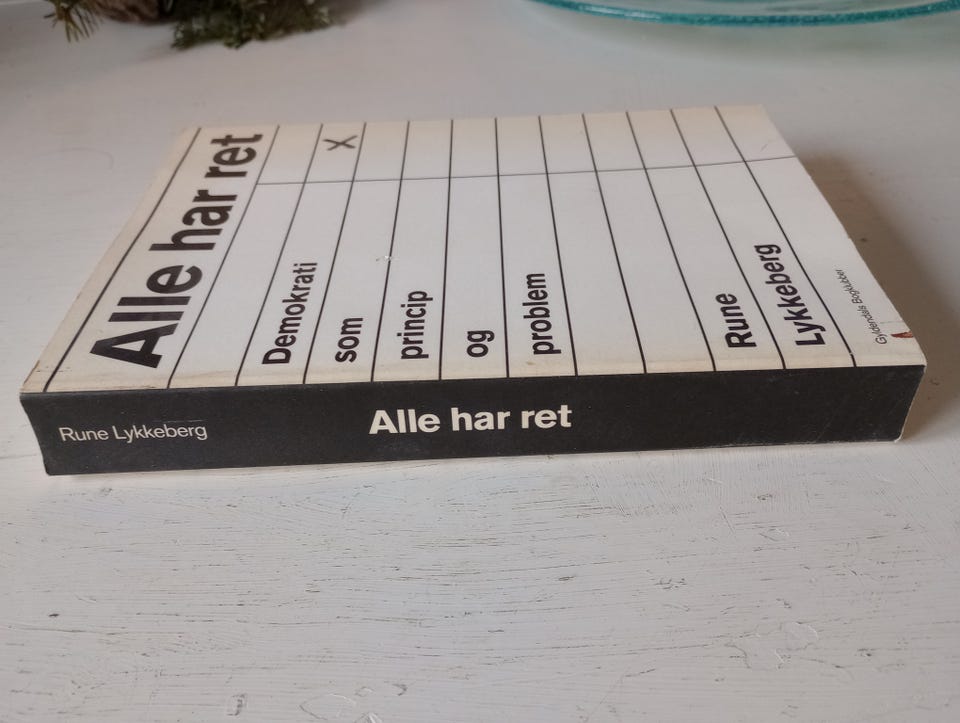 Alle har ret
Demokrati
som
princip
og
problem
Rune
Lykkeberg
Gyldendals Bogklubber
Rune Lykkeberg
Alle har ret